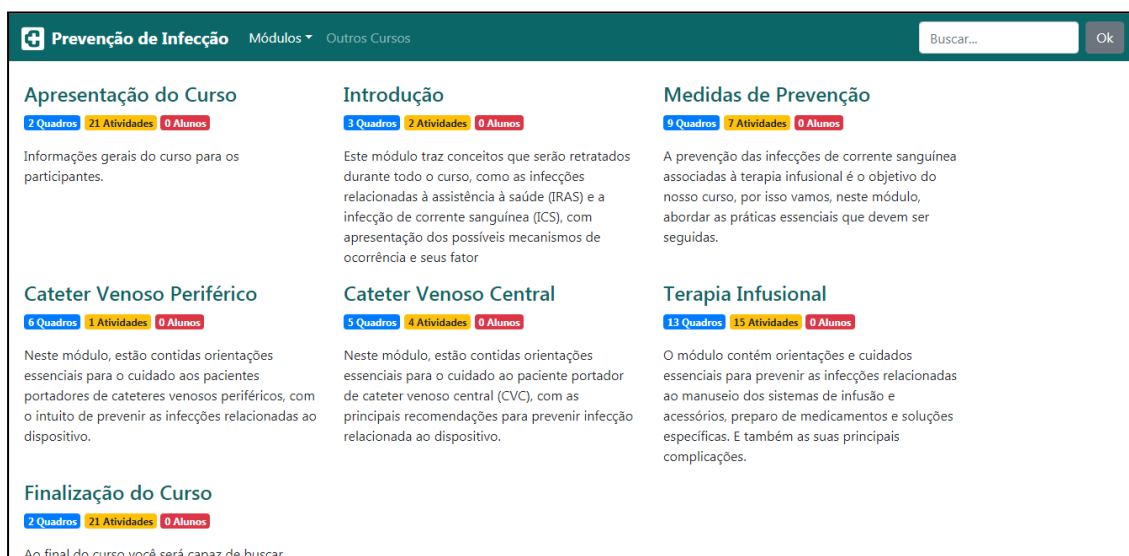 Prevenção de Infecção Módulos Outros Cursos Buscar... Ok
Apresentação do Curso
2 Quadros 21 Atividades 0 Alunos
Informações gerais do curso para os
participantes.
Introdução
3 Quadros 2 Atividades 0 Alunos
Este módulo traz conceitos que serão retratados
durante todo o curso, como as infecções
relacionadas à assistência à saúde (IRAS) e a
infecção de corrente sanguínea (ICS), com
apresentação dos possíveis mecanismos de
ocorrência e seus fator
Medidas de Prevenção
9 Quadros 7 Atividades 0 Alunos
A prevenção das infecções de corrente sanguínea
associadas à terapia infusional é o objetivo do
nosso curso, por isso vamos, neste módulo,
abordar as práticas essenciais que devem ser
seguidas.
Cateter Venoso Periférico
6 Quadros 1 Atividades 0 Alunos
Neste módulo, estão contidas orientações
essenciais para o cuidado aos pacientes
portadores de cateteres venosos periféricos, com
o intuito de prevenir as infecções relacionadas ao
dispositivo.
Cateter Venoso Central
5 Quadros 4 Atividades 0 Alunos
Neste módulo, estão contidas orientações
essenciais para o cuidado ao paciente portador
de cateter venoso central (CVC), com as
principais recomendações para prevenir infecção
relacionada ao dispositivo.
Terapia Infusional
13 Quadros 15 Atividades 0 Alunos
O módulo contém orientações e cuidados
essenciais para prevenir as infecções relacionadas
ao manuseio dos sistemas de infusão e
acessórios, preparo de medicamentos e soluções
específicas. E também as suas principais
complicações.
Finalização do Curso
2 Quadros 21 Atividades 0 Alunos
Ao final do curso você será capaz de buscar